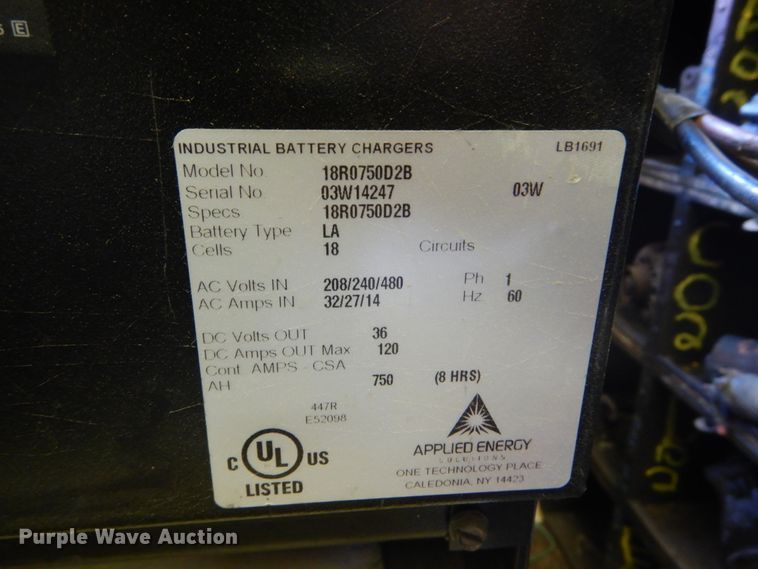 5 E
INDUSTRIAL BATTERY CHARGERS LB1691
Model No. 18R0750D2B
Serial No. 03W14247 03W
Specs 18R0750D2B
Battery Type LA
Cells 18 Circuits
AC Volts IN 208/240/480 Ph 1
AC Amps IN 32/27/14 Hz 60
DC Volts OUT 36
DC Amps OUT Max 120
Cont. AMPS - CSA
AH 750 (8 HRS)
447R
E52098
C UL US
LISTED
APPLIED ENERGY
SOLUTIONS
ONE TECHNOLOGY PLACE
CALEDONIA, NY 14423
Purple Wave Auction